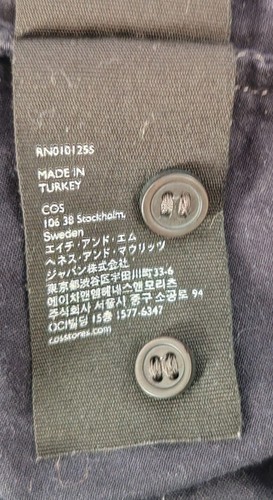 RN0101255
MADE IN
TURKEY
COS
106 38 Stockholm,
Sweden
エイチ・アンド・エム
ヘネス・アンド・マウリッツ
ジャパン株式会社
東京都渋谷区宇田川町33-6
에이치앤엠헤네스앤모리츠
주식회사 서울시 중구 소공로 94
OCI빌딩 15층 1577-6347
cosstores.com